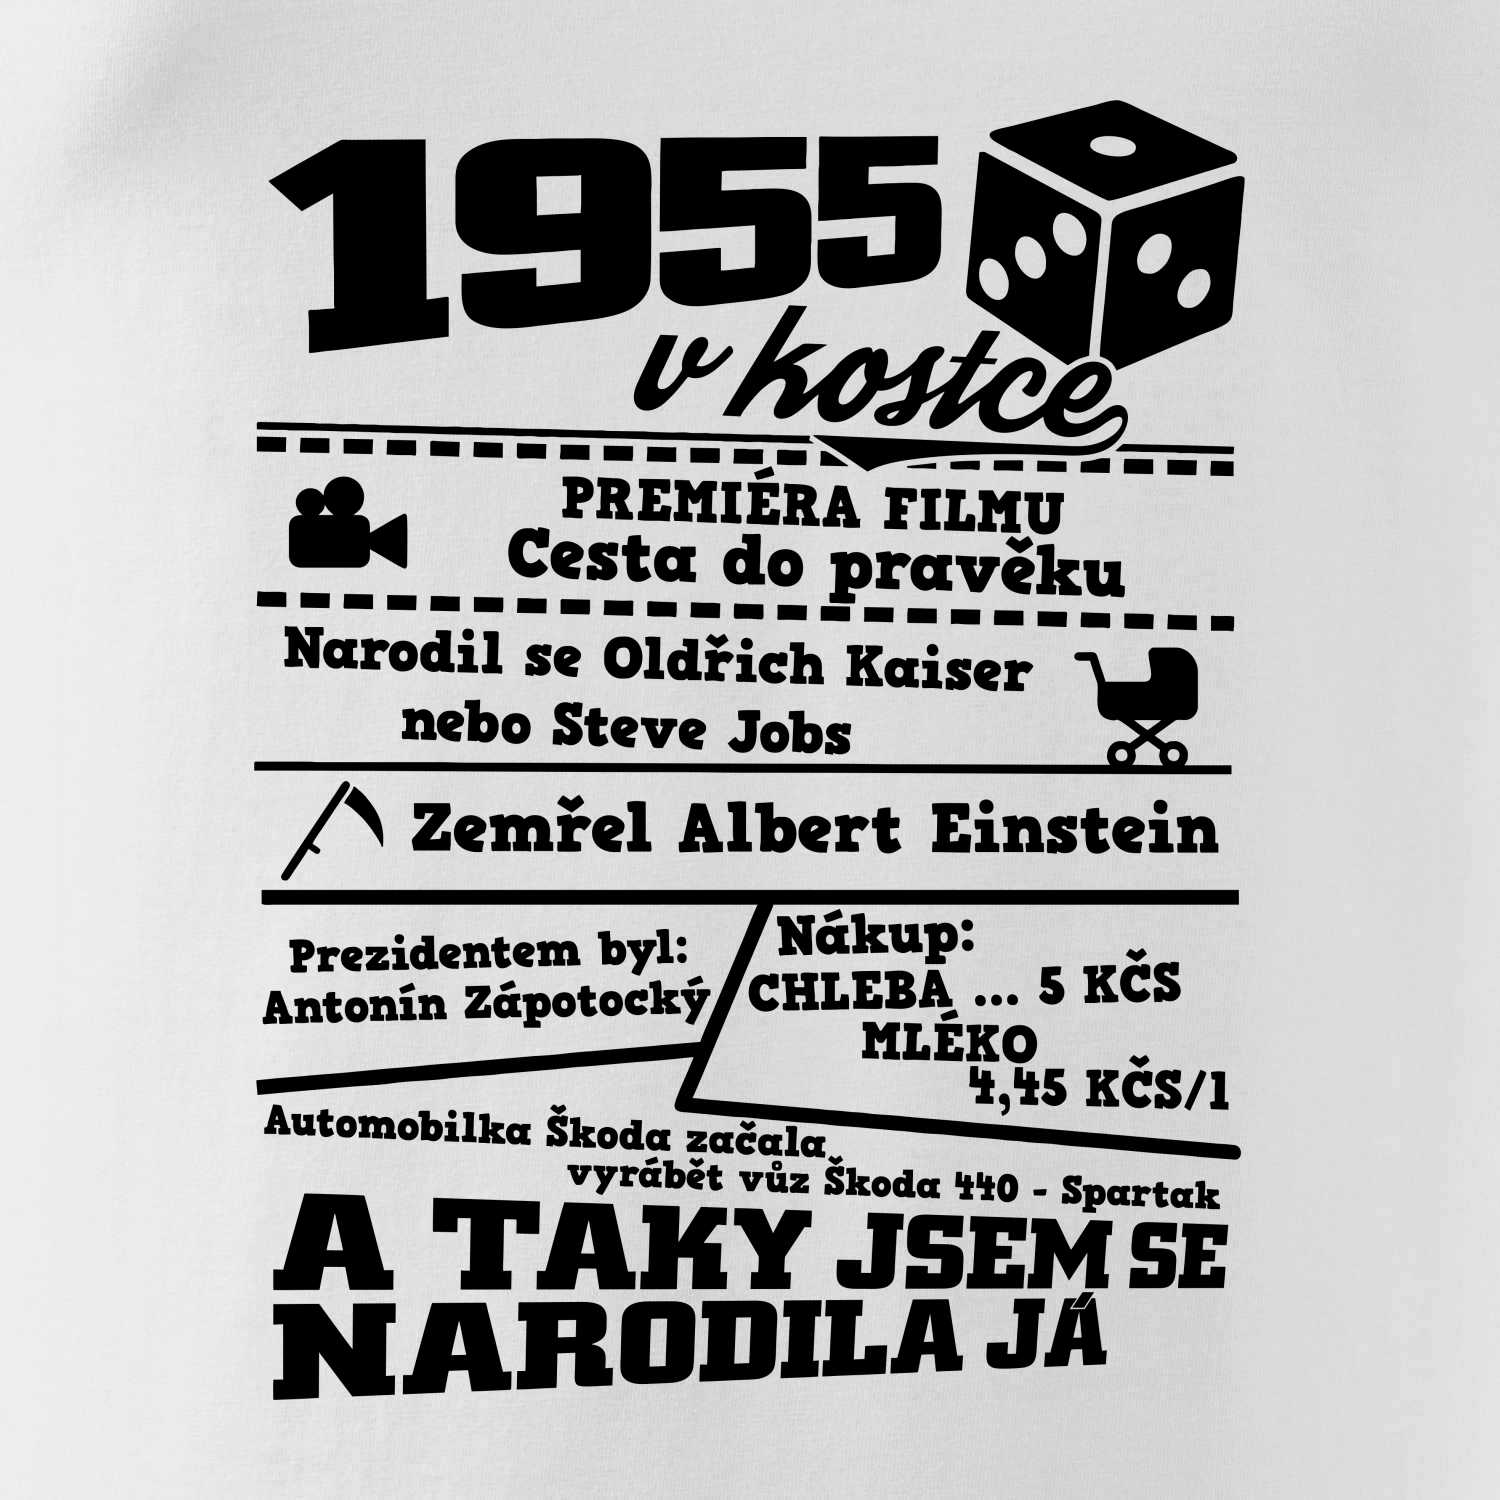 1955
v kostce
PREMIÉRA FILMU
Cesta do pravěku
Narodil se Oldřich Kaiser
nebo Steve Jobs
Zemřel Albert Einstein
Prezidentem byl:
Antonín Zápotocký
Nákup:
CHLEBA ... 5 KČS
MLÉKO
4,45 KČS/l
Automobilka Škoda začala
vyrábět vůz Škoda 440 - Spartak
A TAKY JSEM SE
NARODILA JÁ